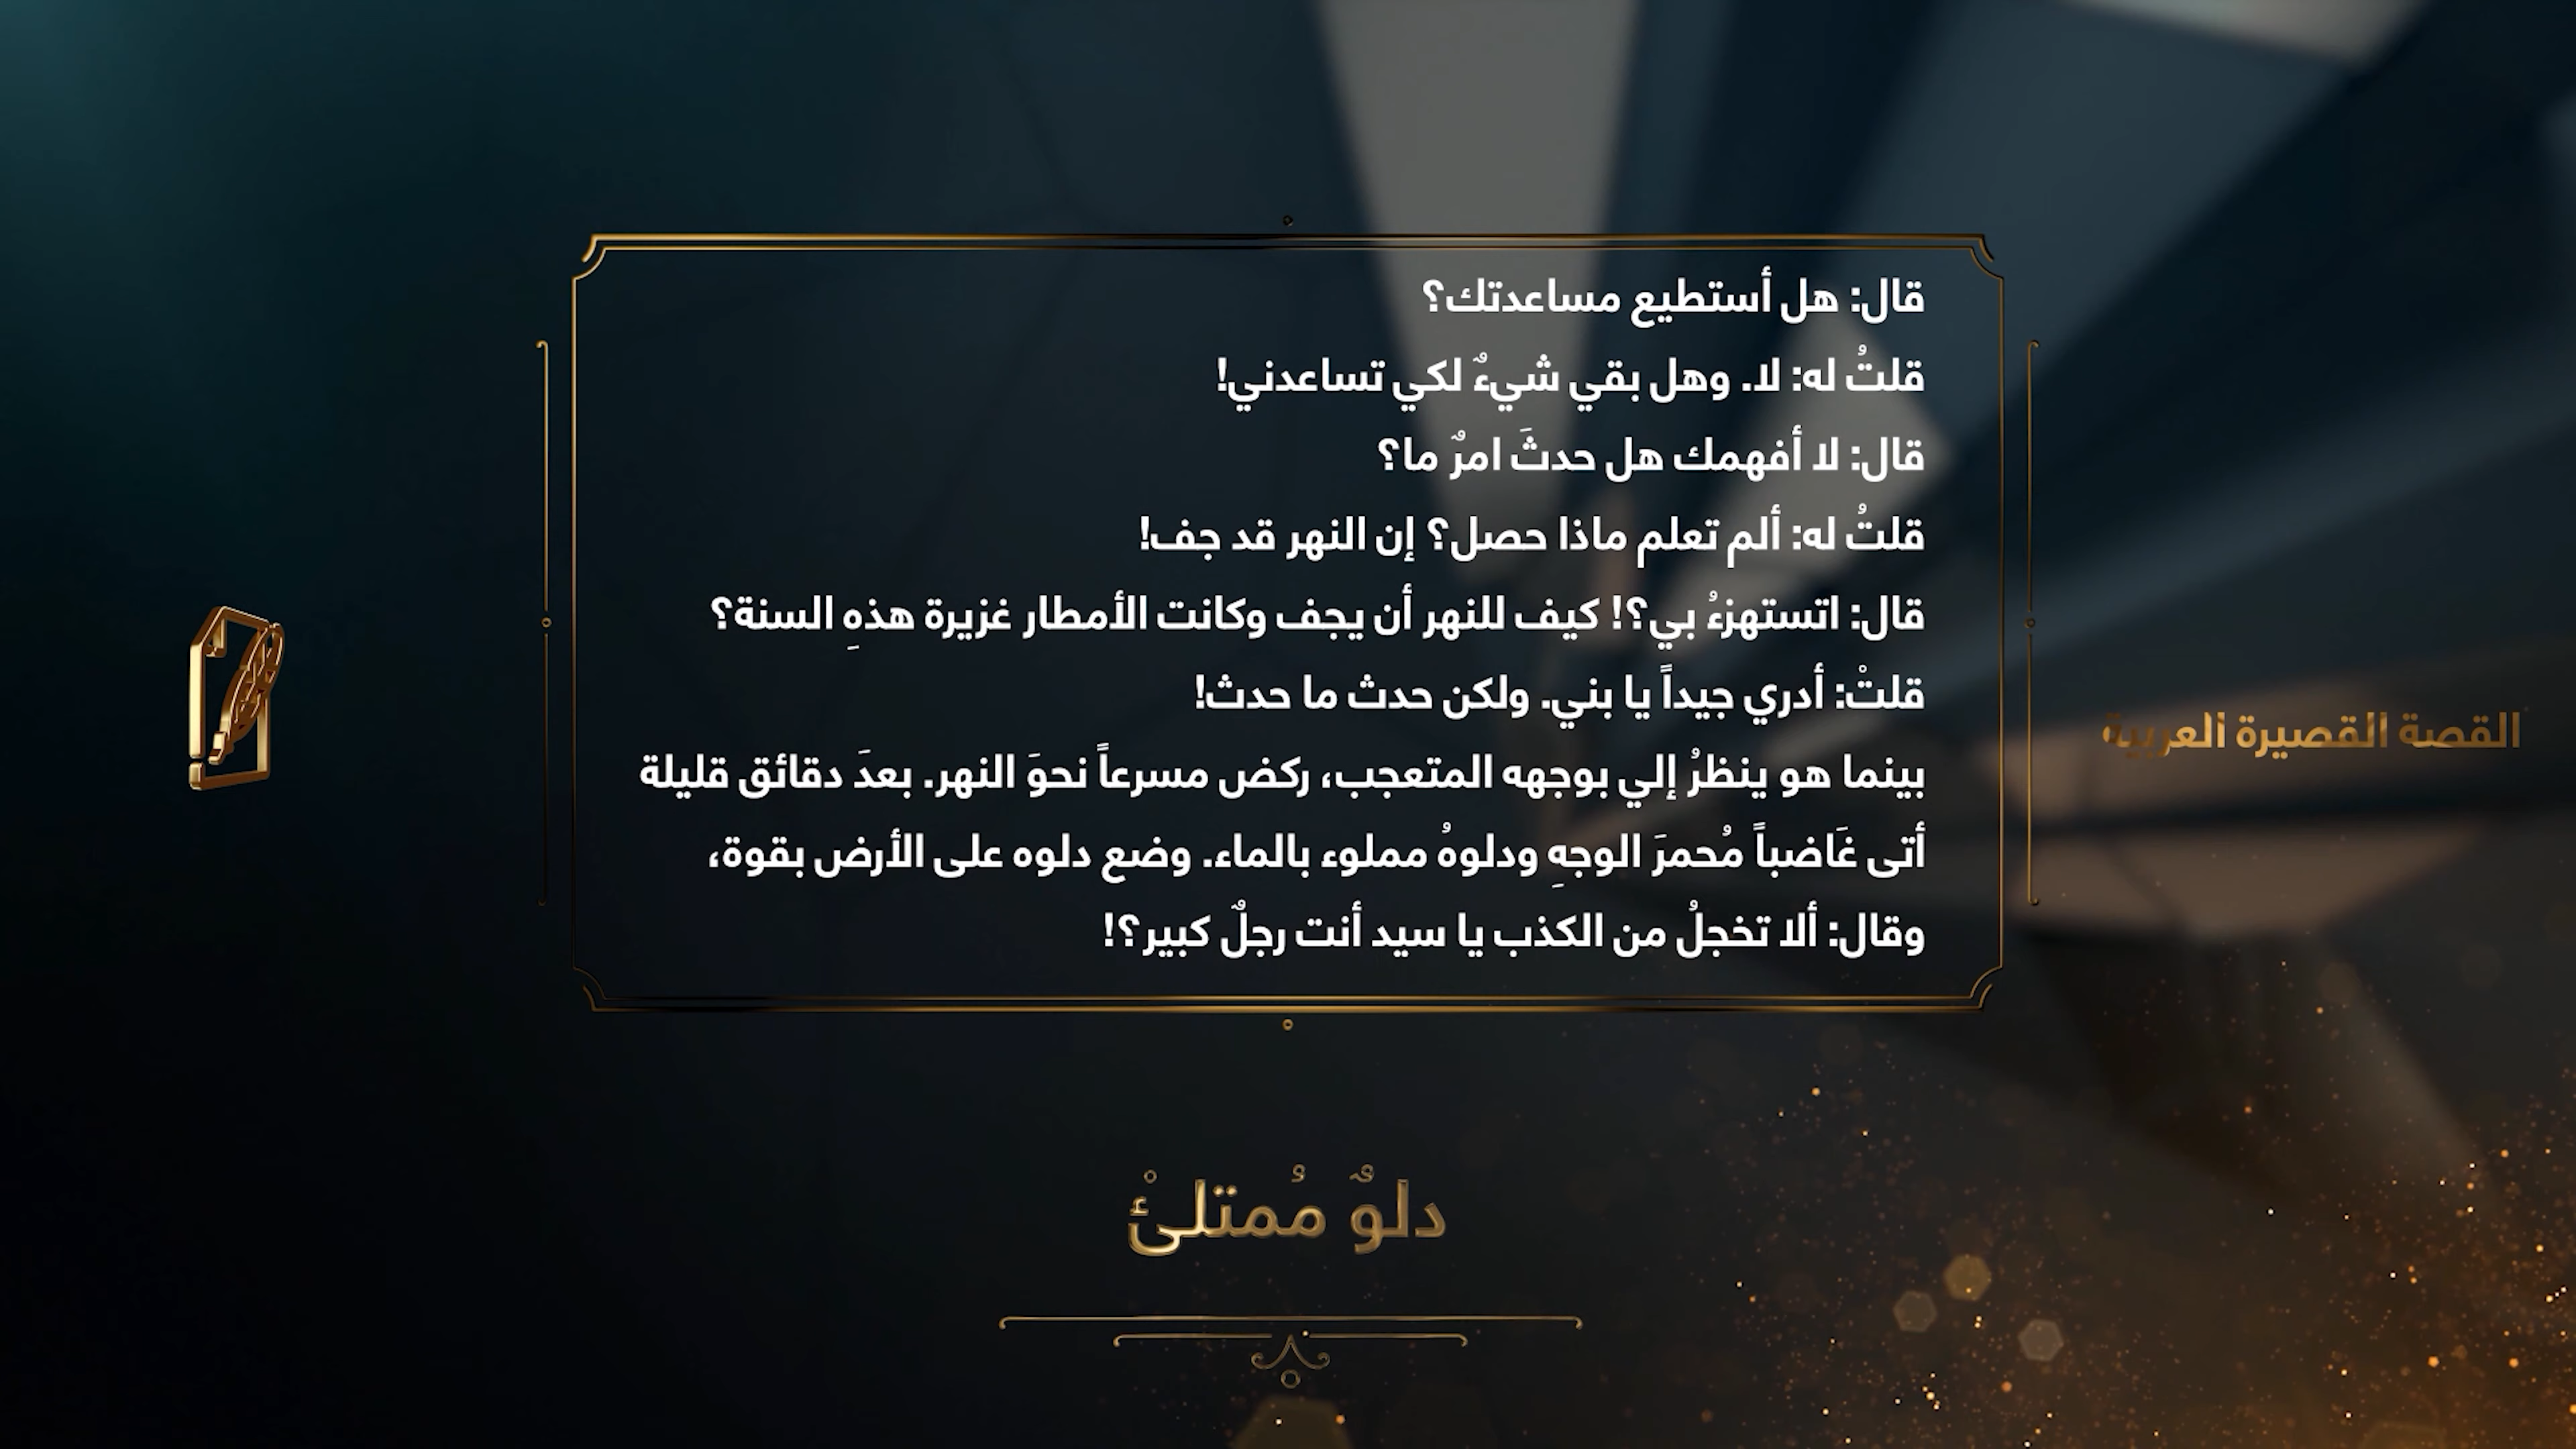 قال: هل أستطيع مساعدتك؟
قلتُ له: لا. وهل بقي شيءٌ لكي تساعدني!
قال: لا أفهمك هل حدثَ امرٌ ما؟
قلتُ له: ألم تعلم ماذا حصل؟ إن النهر قد جف!
قال: اتستهزءُ بي؟! كيف للنهر أن يجف وكانت الأمطار غزيرة هذهِ السنة؟
قلتْ: أدري جيداً يا بني. ولكن حدث ما حدث!
بينما هو ينظرُ إلي بوجهه المتعجب، ركض مسرعاً نحوَ النهر. بعدَ دقائق قليلة
أتى غَاضباً مُحمرَ الوجهِ ودلوهُ مملوء بالماء. وضع دلوه على الأرض بقوة،
وقال: ألا تخجلُ من الكذب يا سيد أنت رجلٌ كبير؟!
القصة القصيرة العربية
دلوٌ مُمتلئْ